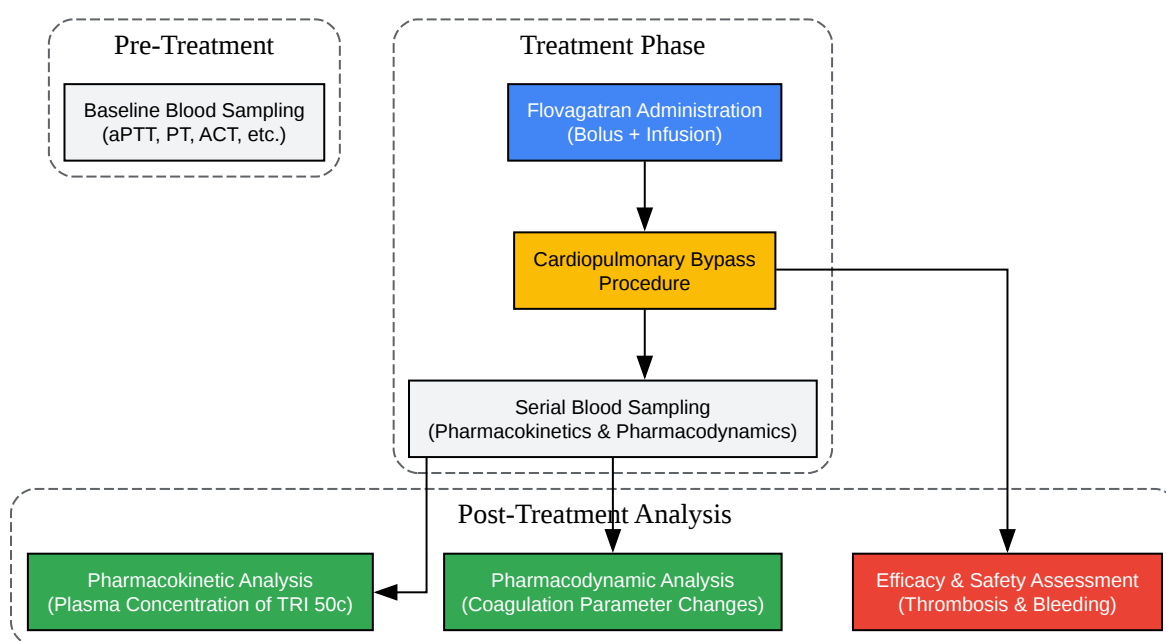 Pre-Treatment
Baseline Blood Sampling
(aPTT, PT, ACT, etc.)
Treatment Phase
Flovagatran Administration
(Bolus + Infusion)
Cardiopulmonary Bypass
Procedure
Serial Blood Sampling
(Pharmacokinetics & Pharmacodynamics)
Post-Treatment Analysis
Pharmacokinetic Analysis
(Plasma Concentration of TRI 50c)
Pharmacodynamic Analysis
(Coagulation Parameter Changes)
Efficacy & Safety Assessment
(Thrombosis & Bleeding)